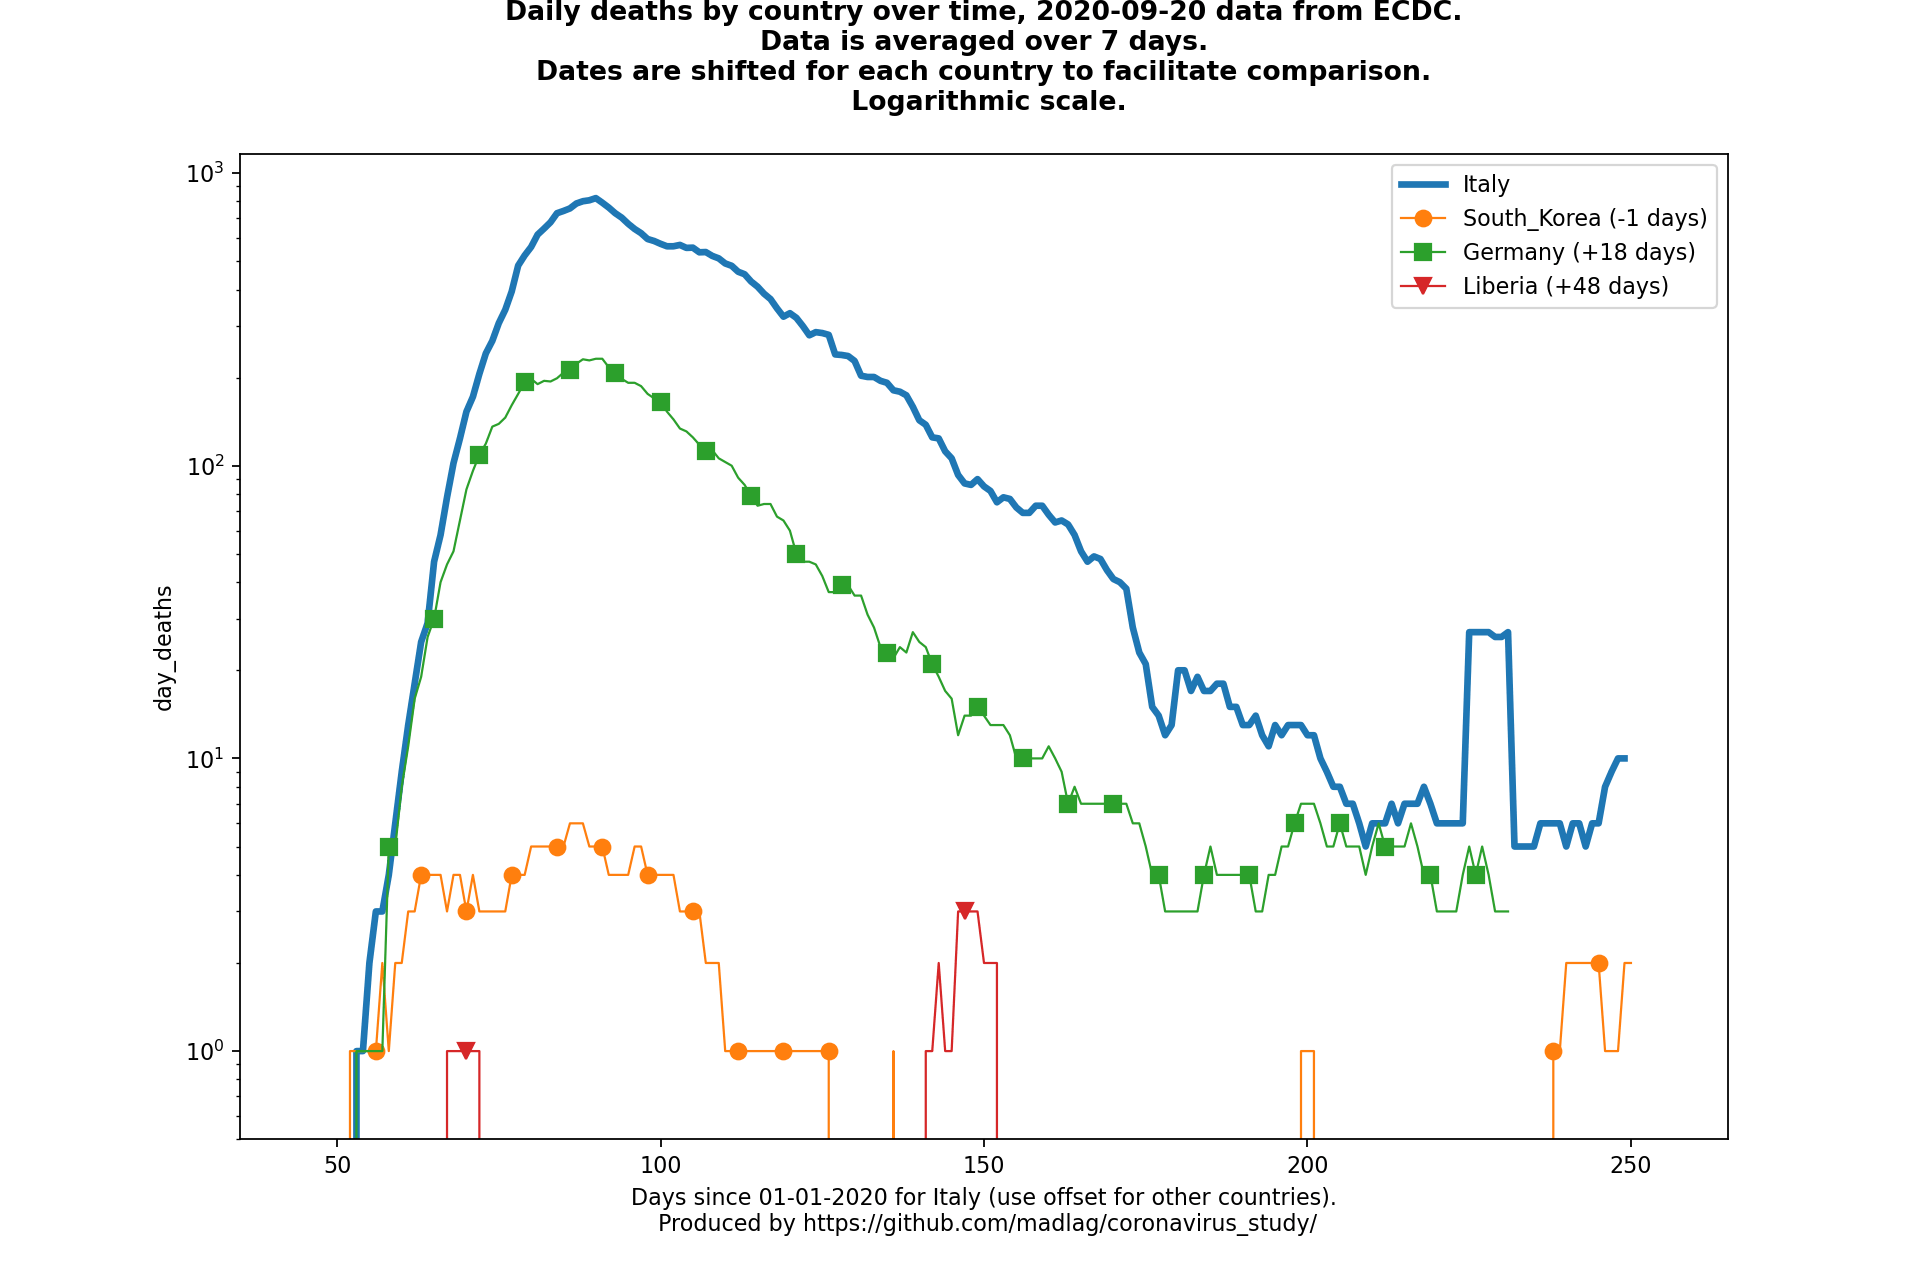 Daily deaths by country over time, 2020-09-20 data from ECDC.
Data is averaged over 7 days.
Dates are shifted for each country to facilitate comparison.
Logarithmic scale.
10³
10²
10¹
10⁰
day_deaths
Italy
South_Korea (-1 days)
Germany (+18 days)
Liberia (+48 days)
50 100 150 200 250
Days since 01-01-2020 for Italy (use offset for other countries).
Produced by https://github.com/madlag/coronavirus_study/